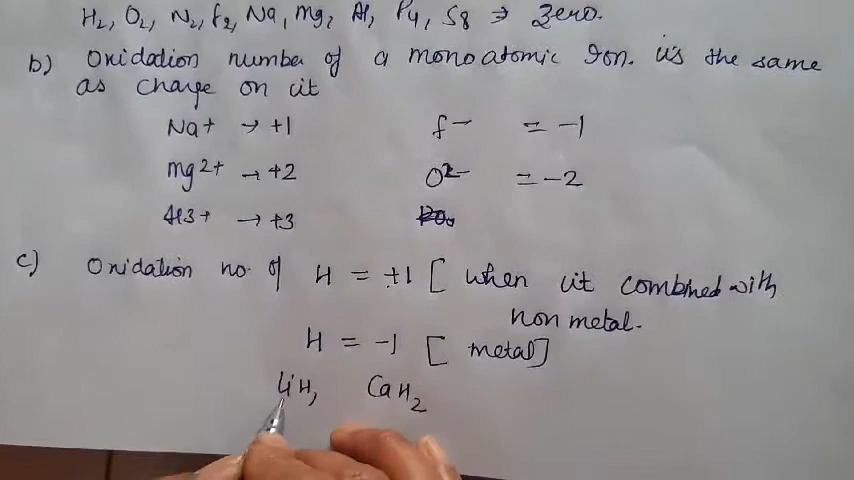 H2, O2, N2, F2, Na, Mg, Al, P4, S8 ⇒ Zero.
b) Oxidation number of a monoatomic Ion. is the same
as charge on it
Na+ → +1 F− = −1
Mg2+ → +2 O2− = −2
Al3+ → +3
c) Oxidation no. of H = +1 [ when it combined with
non metal.
H = −1 [ metal]
LiH, CaH2